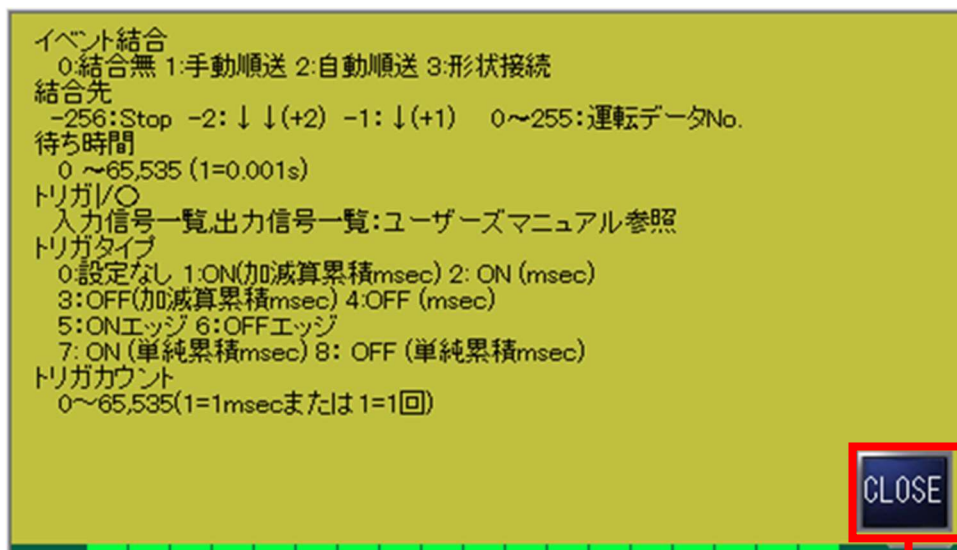 イベント結合
0:結合無 1:手動順送 2:自動順送 3:形状接続
結合先
-256:Stop -2:↓↓(+2) -1:↓(+1) 0～255:運転データNo.
待ち時間
0 ～65,535 (1=0.001s)
トリガI/O
入力信号一覧,出力信号一覧:ユーザーズマニュアル参照
トリガタイプ
0:設定なし 1:ON(加減算累積msec) 2: ON (msec)
3:OFF(加減算累積msec) 4:OFF (msec)
5:ONエッジ 6:OFFエッジ
7: ON (単純累積msec) 8: OFF (単純累積msec)
トリガカウント
0～65,535(1=1msecまたは1=1回)
CLOSE